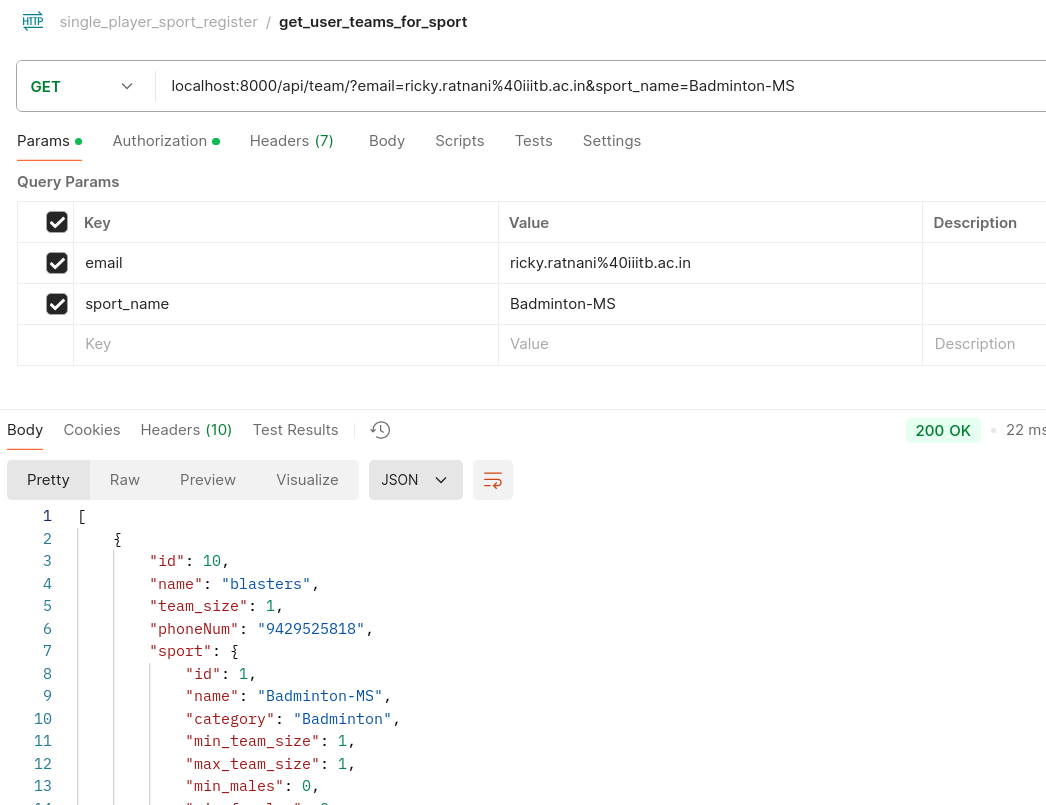 HTTP single_player_sport_register / get_user_teams_for_sport
GET localhost:8000/api/team/?email=ricky.ratnani%40iiitb.ac.in&sport_name=Badminton-MS
Params Authorization Headers (7) Body Scripts Tests Settings
Query Params
Key Value Description
email ricky.ratnani%40iiitb.ac.in
sport_name Badminton-MS
Key Value Description
Body Cookies Headers (10) Test Results 200 OK 22 ms
Pretty Raw Preview Visualize JSON
1 [
2 {
3 "id": 10,
4 "name": "blasters",
5 "team_size": 1,
6 "phoneNum": "9429525818",
7 "sport": {
8 "id": 1,
9 "name": "Badminton-MS",
10 "category": "Badminton",
11 "min_team_size": 1,
12 "max_team_size": 1,
13 "min_males": 0,